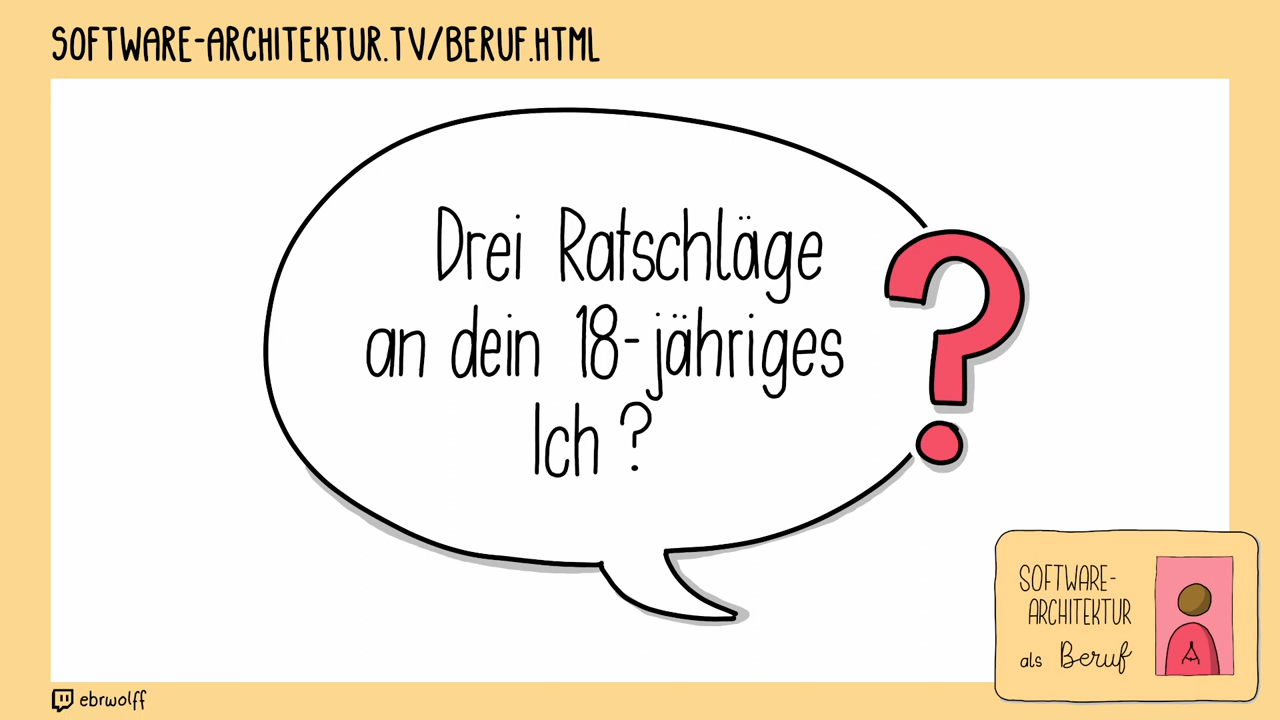 SOFTWARE-ARCHITEKTUR.TV/BERUF.HTML
Drei Ratschläge
an dein 18-jähriges
Ich ?
?
SOFTWARE-
ARCHITEKTUR
als Beruf
ebrwolff